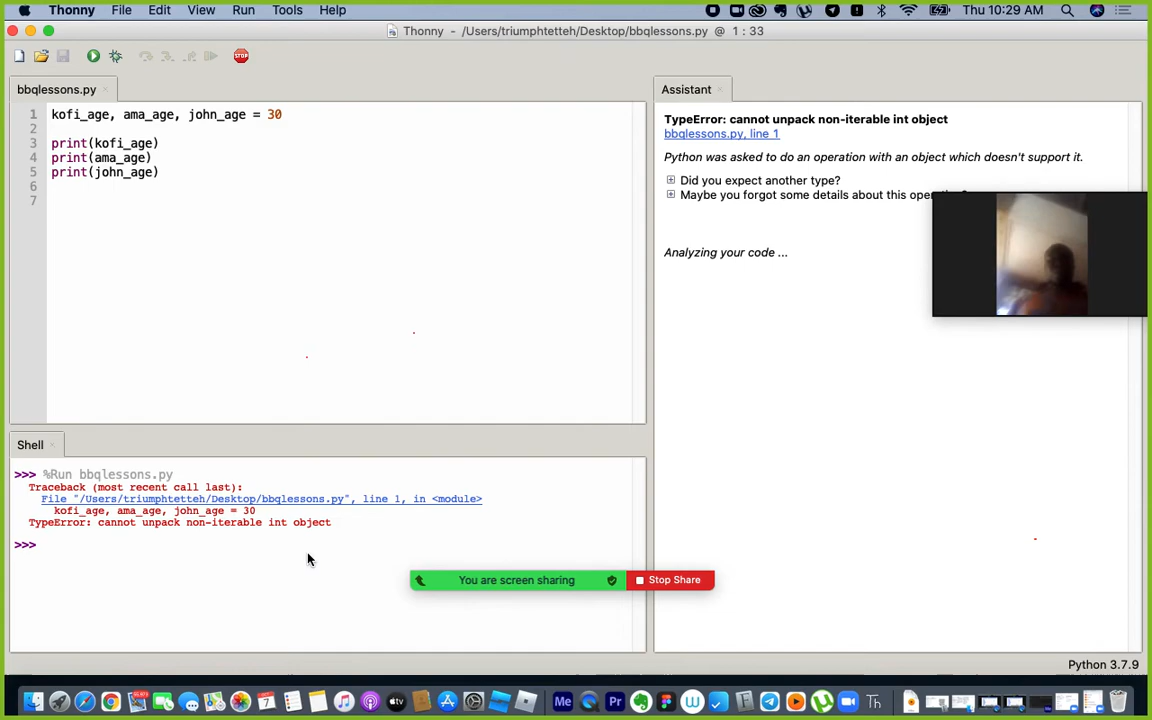 Thonny File Edit View Run Tools Help
Thu 10:29 AM
Thonny - /Users/triumphtetteh/Desktop/bbqlessons.py @ 1 : 33
STOP
bbqlessons.py
1 kofi_age, ama_age, john_age = 30
2
3 print(kofi_age)
4 print(ama_age)
5 print(john_age)
6
7
Assistant
TypeError: cannot unpack non-iterable int object
bbqlessons.py, line 1
Python was asked to do an operation with an object which doesn't support it.
Did you expect another type?
Maybe you forgot some details about this
Analyzing your code ...
Shell
>>> %Run bbqlessons.py
Traceback (most recent call last):
File "/Users/triumphtetteh/Desktop/bbqlessons.py", line 1, in <module>
kofi_age, ama_age, john_age = 30
TypeError: cannot unpack non-iterable int object
>>>
You are screen sharing
Stop Share
Python 3.7.9
7
Me
Pr
W
Th